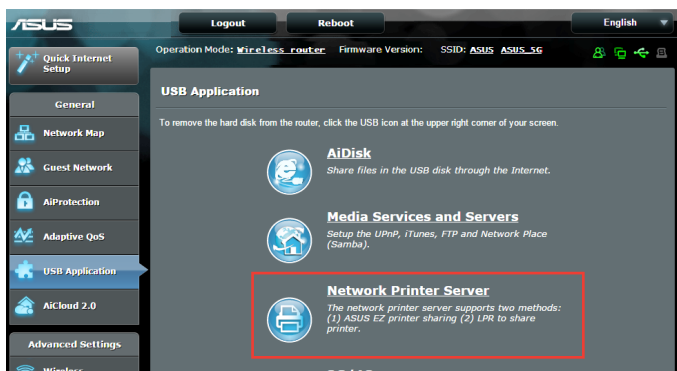 ASUS
Logout
Reboot
English
Quick Internet
Setup
Operation Mode: Wireless router Firmware Version: SSID: ASUS ASUS_5G
General
Network Map
Guest Network
AiProtection
Adaptive QoS
USB Application
AiCloud 2.0
Advanced Settings
Wireless
USB Application
To remove the hard disk from the router, click the USB icon at the upper right corner of your screen.
AiDisk
Share files in the USB disk through the Internet.
Media Services and Servers
Setup the UPnP, iTunes, FTP and Network Place
(Samba).
Network Printer Server
The network printer server supports two methods:
(1) ASUS EZ printer sharing (2) LPR to share
printer.